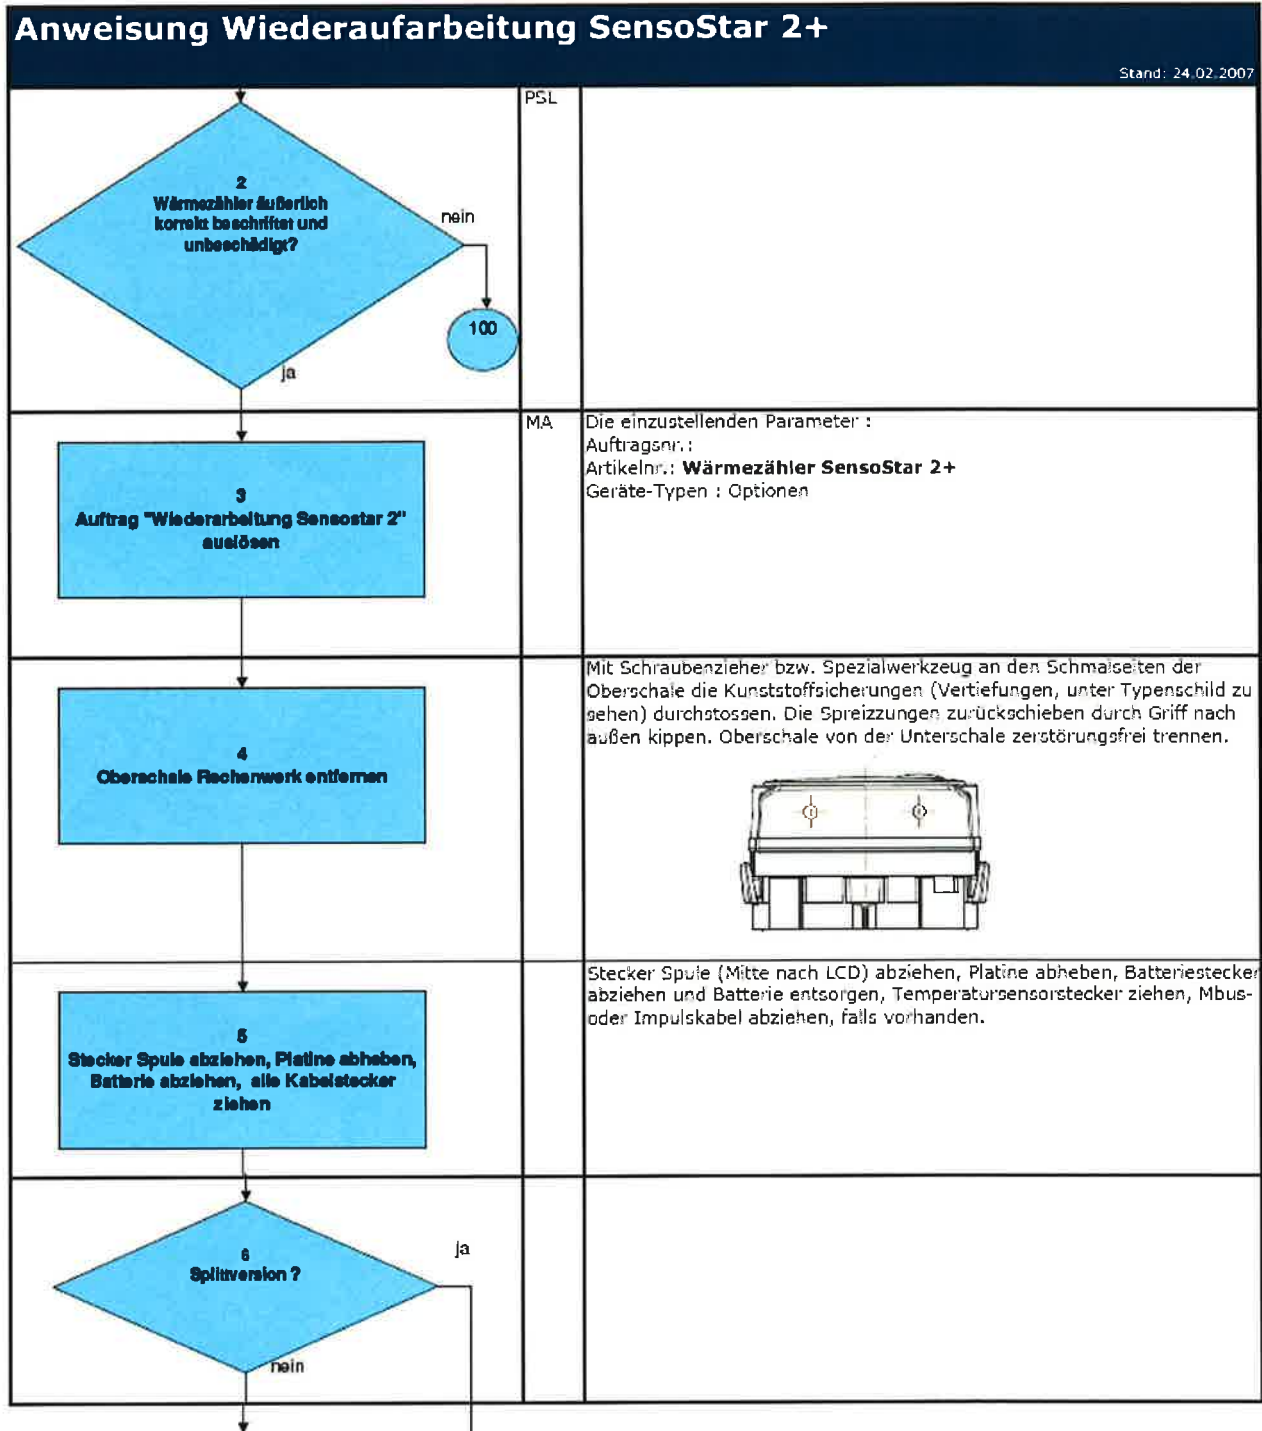 Anweisung Wiederaufarbeitung SensoStar 2+
Stand: 24.02.2007
PSL
2
Wärmezähler äußerlich
korrekt beschriftet und
unbeschädigt?
nein
100
ja
MA
Die einzustellenden Parameter :
Auftragsnr.:
Artikelnr.: Wärmezähler SensoStar 2+
Geräte-Typen : Optionen
3
Auftrag "Wiederarbeitung Sensostar 2"
auslösen
Mit Schraubenzieher bzw. Spezialwerkzeug an den Schmalseiten der
Oberschale die Kunststoffsicherungen (Vertiefungen, unter Typenschild zu
sehen) durchstossen. Die Spreizzungen zurückschieben durch Griff nach
außen kippen. Oberschale von der Unterschale zerstörungsfrei trennen.
4
Oberschale Rechenwerk entfernen
Stecker Spule (Mitte nach LCD) abziehen, Platine abheben, Batteriestecker
abziehen und Batterie entsorgen, Temperatursensorstecker ziehen, Mbus-
oder Impulskabel abziehen, falls vorhanden.
5
Stecker Spule abziehen, Platine abheben,
Batterie abziehen, alle Kabelstecker
ziehen
6
Splittversion ?
ja
nein